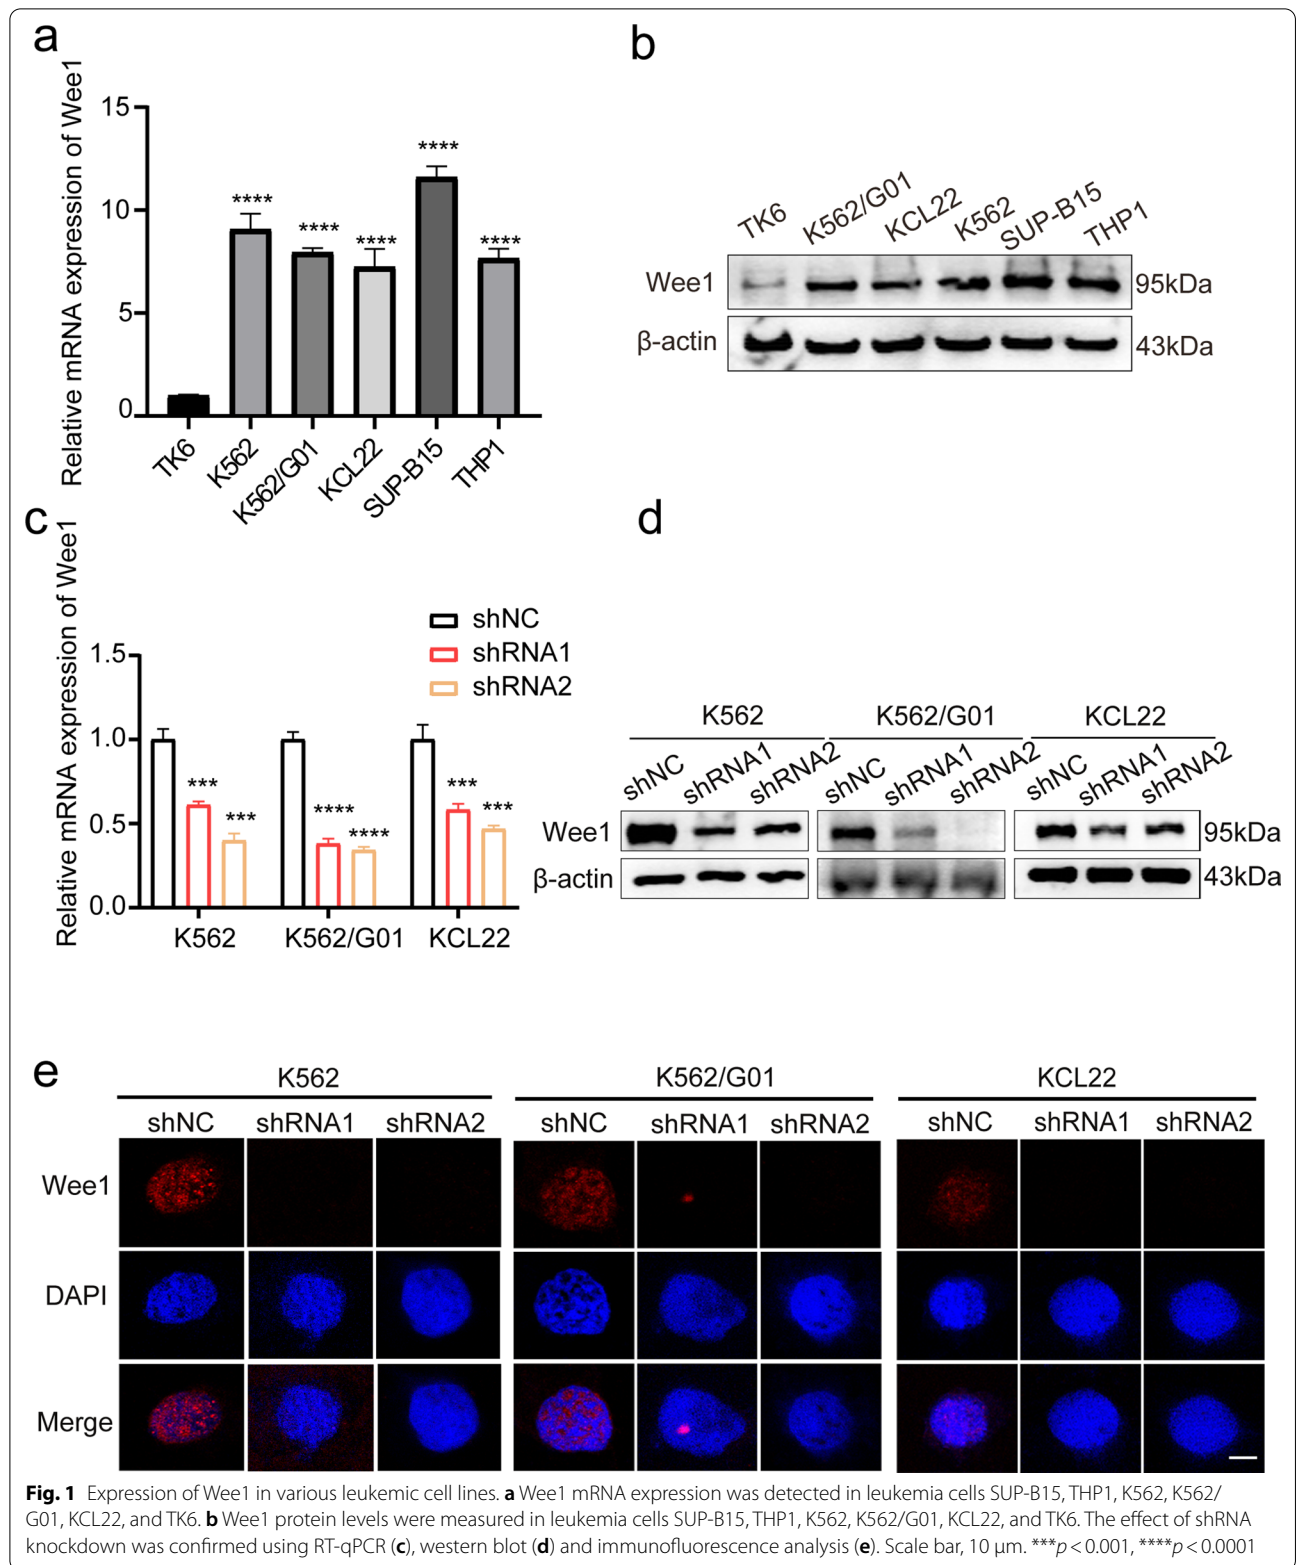 a
Relative mRNA expression of Wee1
15
10
5
0
****
****
****
****
****
TK6
K562
K562/G01
KCL22
SUP-B15
THP1
b
TK6
K562/G01
KCL22
K562
SUP-B15
THP1
Wee1
95kDa
β-actin
43kDa
c
Relative mRNA expression of Wee1
shNC
shRNA1
shRNA2
1.5
1.0
0.5
0.0
***
***
****
****
***
***
K562
K562/G01
KCL22
d
K562
K562/G01
KCL22
shNC
shRNA1
shRNA2
shNC
shRNA1
shRNA2
shNC
shRNA1
shRNA2
Wee1
95kDa
β-actin
43kDa
e
K562
K562/G01
KCL22
shNC
shRNA1
shRNA2
shNC
shRNA1
shRNA2
shNC
shRNA1
shRNA2
Wee1
DAPI
Merge
Fig. 1 Expression of Wee1 in various leukemic cell lines. a Wee1 mRNA expression was detected in leukemia cells SUP-B15, THP1, K562, K562/
G01, KCL22, and TK6. b Wee1 protein levels were measured in leukemia cells SUP-B15, THP1, K562, K562/G01, KCL22, and TK6. The effect of shRNA
knockdown was confirmed using RT-qPCR (c), western blot (d) and immunofluorescence analysis (e). Scale bar, 10 μm. ***p < 0.001, ****p < 0.0001